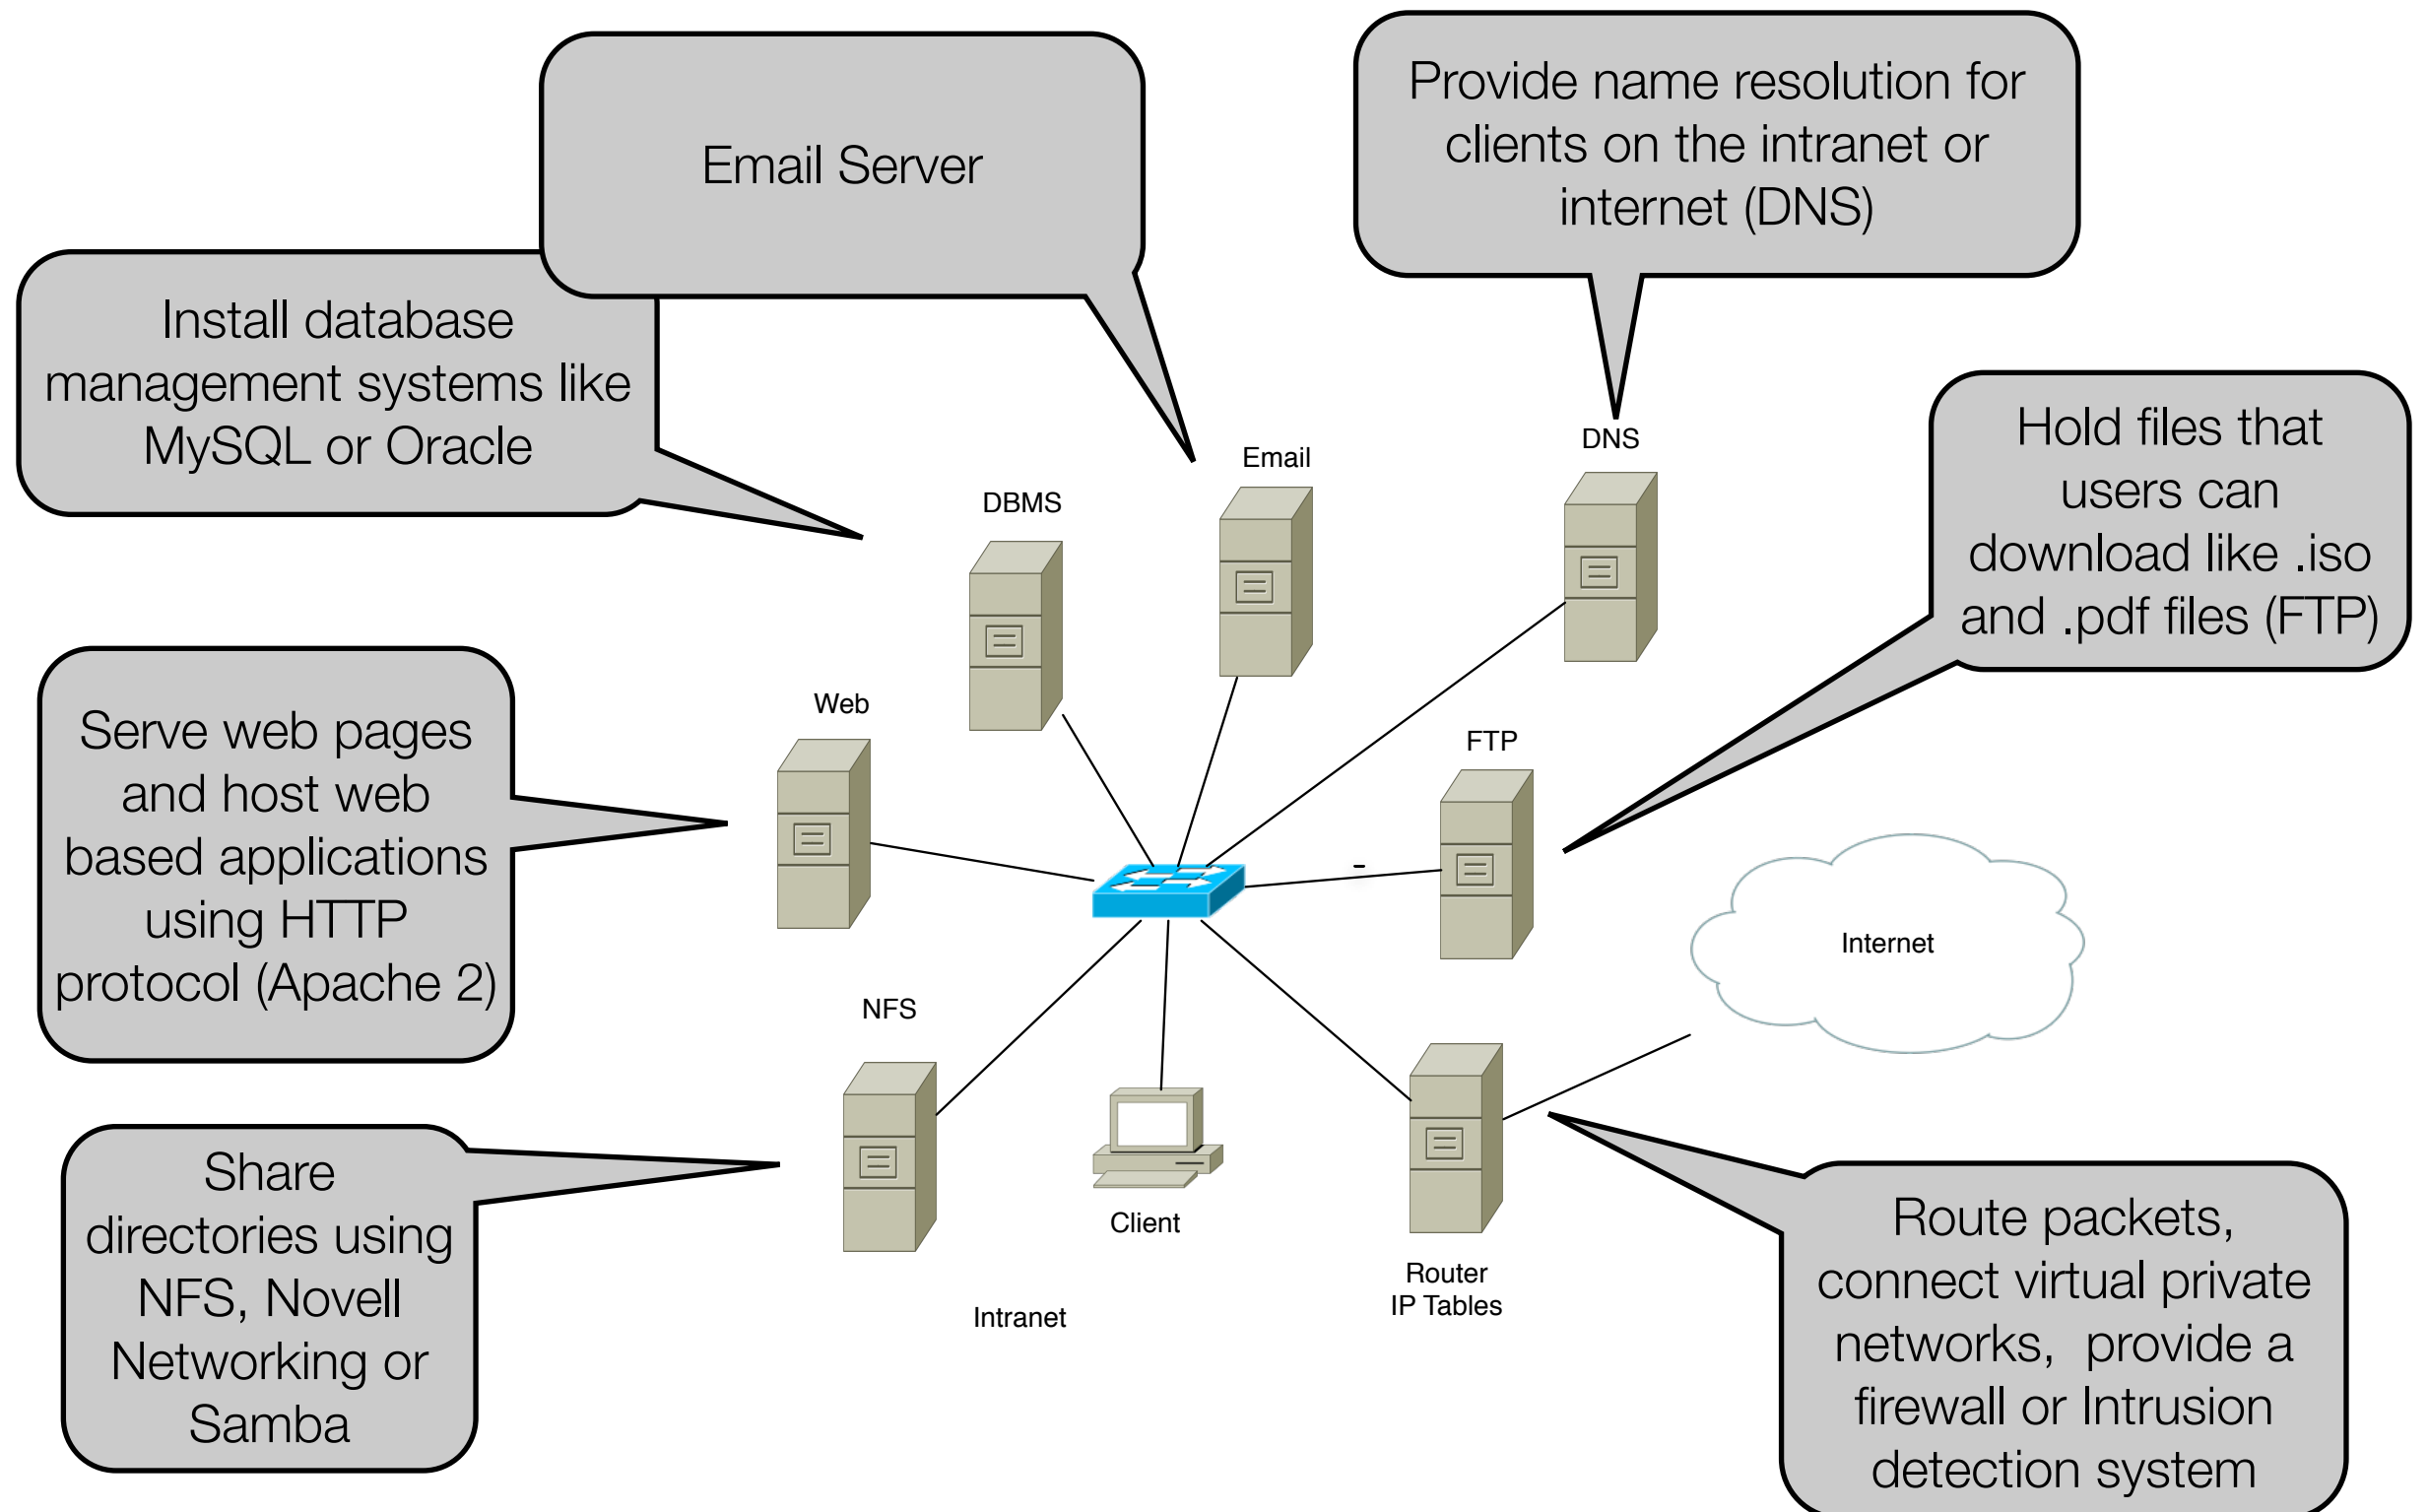 Email Server
Provide name resolution for
clients on the intranet or
internet (DNS)
Install database
management systems like
MySQL or Oracle
Hold files that
users can
download like .iso
and .pdf files (FTP)
DNS
Email
DBMS
Web
FTP
Serve web pages
and host web
based applications
using HTTP
protocol (Apache 2)
-
Internet
NFS
Share
directories using
NFS, Novell
Networking or
Samba
Client
Router
IP Tables
Intranet
Route packets,
connect virtual private
networks,  provide a
firewall or Intrusion
detection system